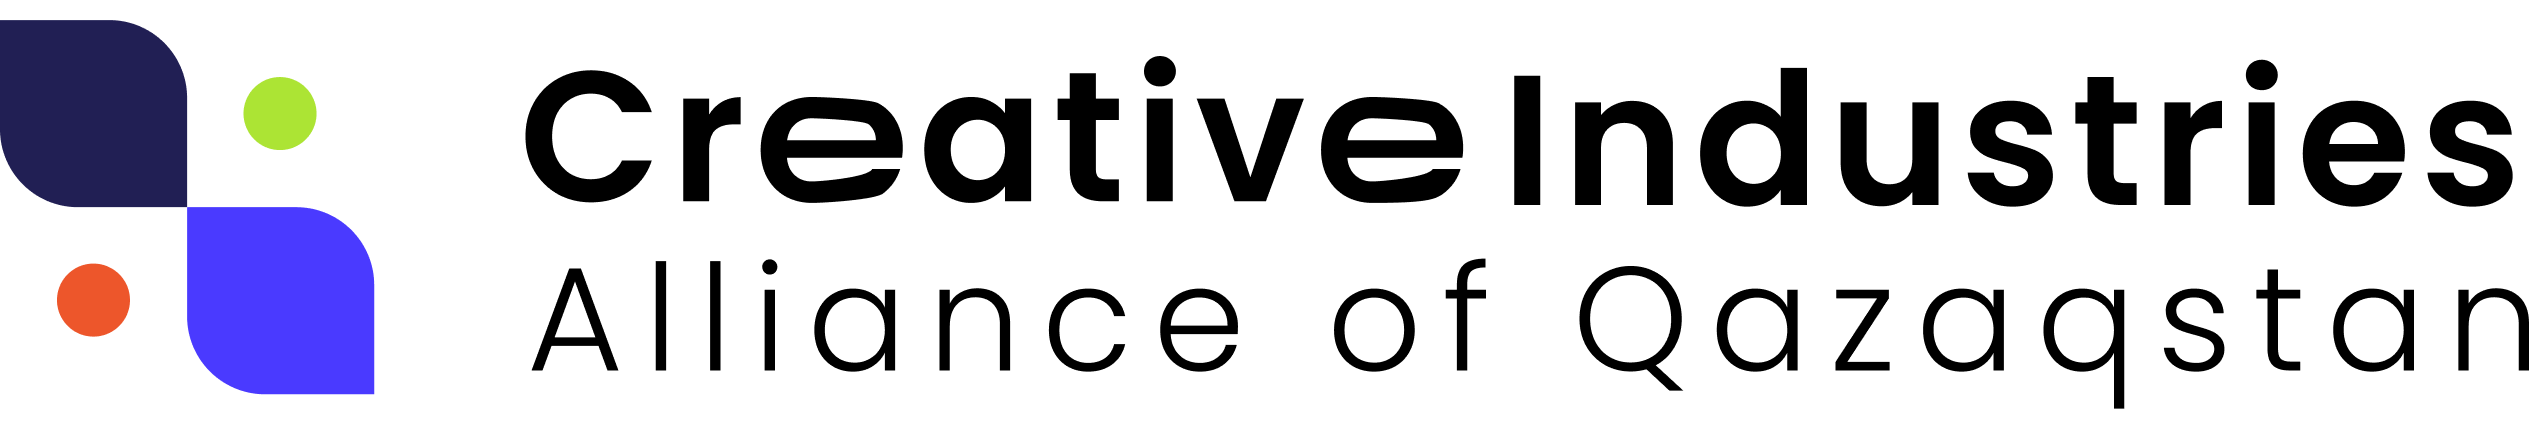 Creative Industries
Alliance of Qazaqstan